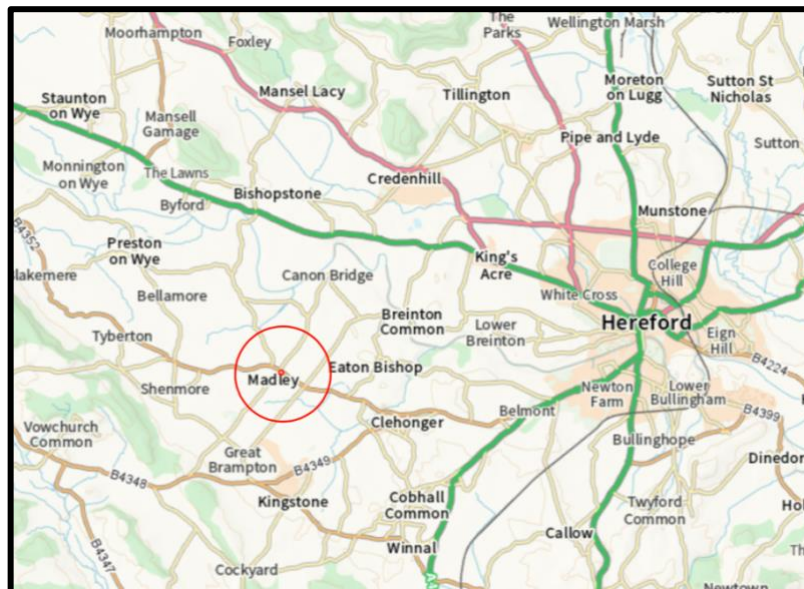 The
Parks
Wellington Marsh
Moorhampton
Foxley
Staunton
on Wye
Mansel Lacy
Tillington
Moreton
on Lugg
Sutton St
Nicholas
Mansell
Gamage
Pipe and Lyde
Sutton
Monnington
on Wye
The Lawns
Byford
Bishopstone
Credenhill
Munstone
B4352
Preston
on Wye
King's
Acre
College
Hill
Blakemere
Canon Bridge
Bellamore
White Cross
Breinton
Common
Lower
Breinton
Hereford
Eign
Hill
Tyberton
Eaton Bishop
B4224
Madley
Shenmore
Newton
Farm
Lower
Bullingham
B4399
Belmont
Clehonger
Vowchurch
Common
Bullinghope
Great
Brampton
B4349
Dinedor
B4348
Kingstone
Cobhall
Common
Twyford
Common
Callow
Winnal
B4347
Cockyard
Newtown